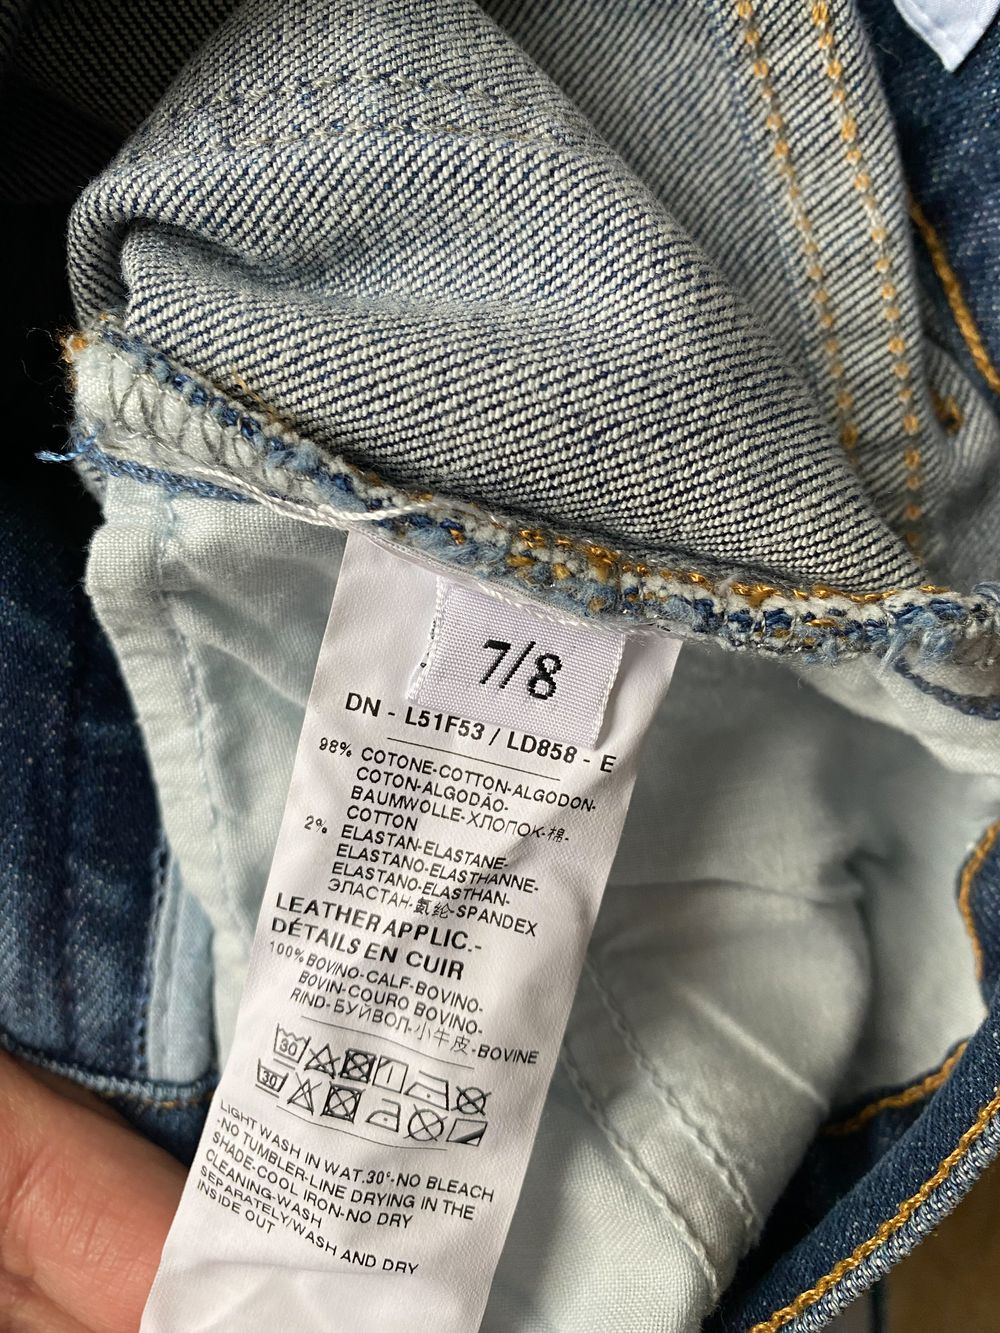 7/8
DN - L51F53 / LD858 - E
98% COTONE-COTTON-ALGODON-
COTON-ALGODÃO-
BAUMWOLLE-ХЛОПОК-棉-
COTTON
2% ELASTAN-ELASTANE-
ELASTANO-ELASTHANNE-
ELASTANO-ELASTHAN-
ЭЛАСТАН-氨纶-SPANDEX
LEATHER APPLIC.-
DÉTAILS EN CUIR
100% BOVINO-CALF-BOVINO-
BOVIN-COURO BOVINO-
RIND-БУЙВОЛ-小牛皮-BOVINE
30
30
LIGHT WASH IN WAT.30°-NO BLEACH
-NO TUMBLER-LINE DRYING IN THE
SHADE-COOL IRON-NO DRY
CLEANING-WASH
SEPARATELY/WASH AND DRY
INSIDE OUT